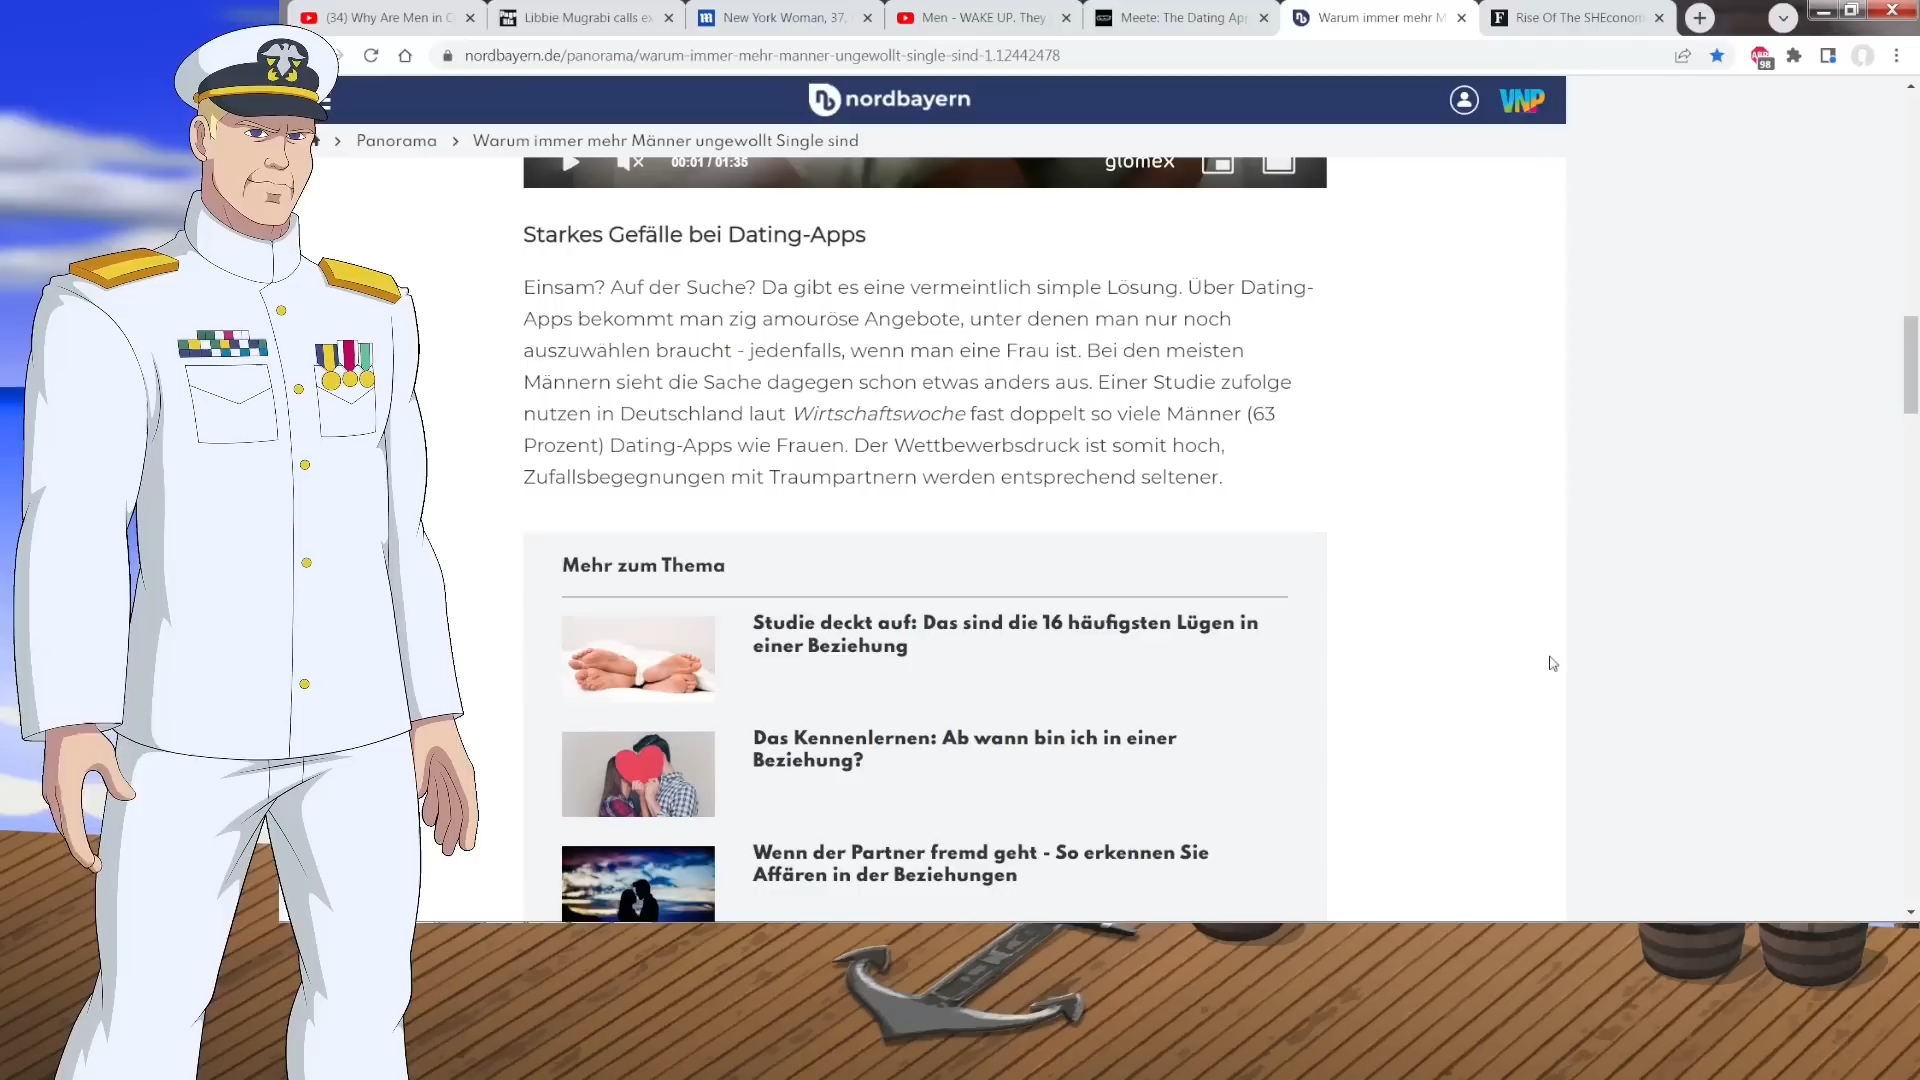 (34) Why Are Men in C
Libbie Mugrabi calls ex
New York Woman, 37,
Men - WAKE UP. They
Meete: The Dating App
Warum immer mehr M
Rise Of The SHEconom
nordbayern.de/panorama/warum-immer-mehr-manner-ungewollt-single-sind-1.12442478
ABP
98
nb nordbayern
VNP
Panorama > Warum immer mehr Männer ungewollt Single sind
00:01 / 01:35
glomex
Starkes Gefälle bei Dating-Apps
Einsam? Auf der Suche? Da gibt es eine vermeintlich simple Lösung. Über Dating-
Apps bekommt man zig amouröse Angebote, unter denen man nur noch
auszuwählen braucht - jedenfalls, wenn man eine Frau ist. Bei den meisten
Männern sieht die Sache dagegen schon etwas anders aus. Einer Studie zufolge
nutzen in Deutschland laut Wirtschaftswoche fast doppelt so viele Männer (63
Prozent) Dating-Apps wie Frauen. Der Wettbewerbsdruck ist somit hoch,
Zufallsbegegnungen mit Traumpartnern werden entsprechend seltener.
Mehr zum Thema
Studie deckt auf: Das sind die 16 häufigsten Lügen in
einer Beziehung
Das Kennenlernen: Ab wann bin ich in einer
Beziehung?
Wenn der Partner fremd geht - So erkennen Sie
Affären in der Beziehungen